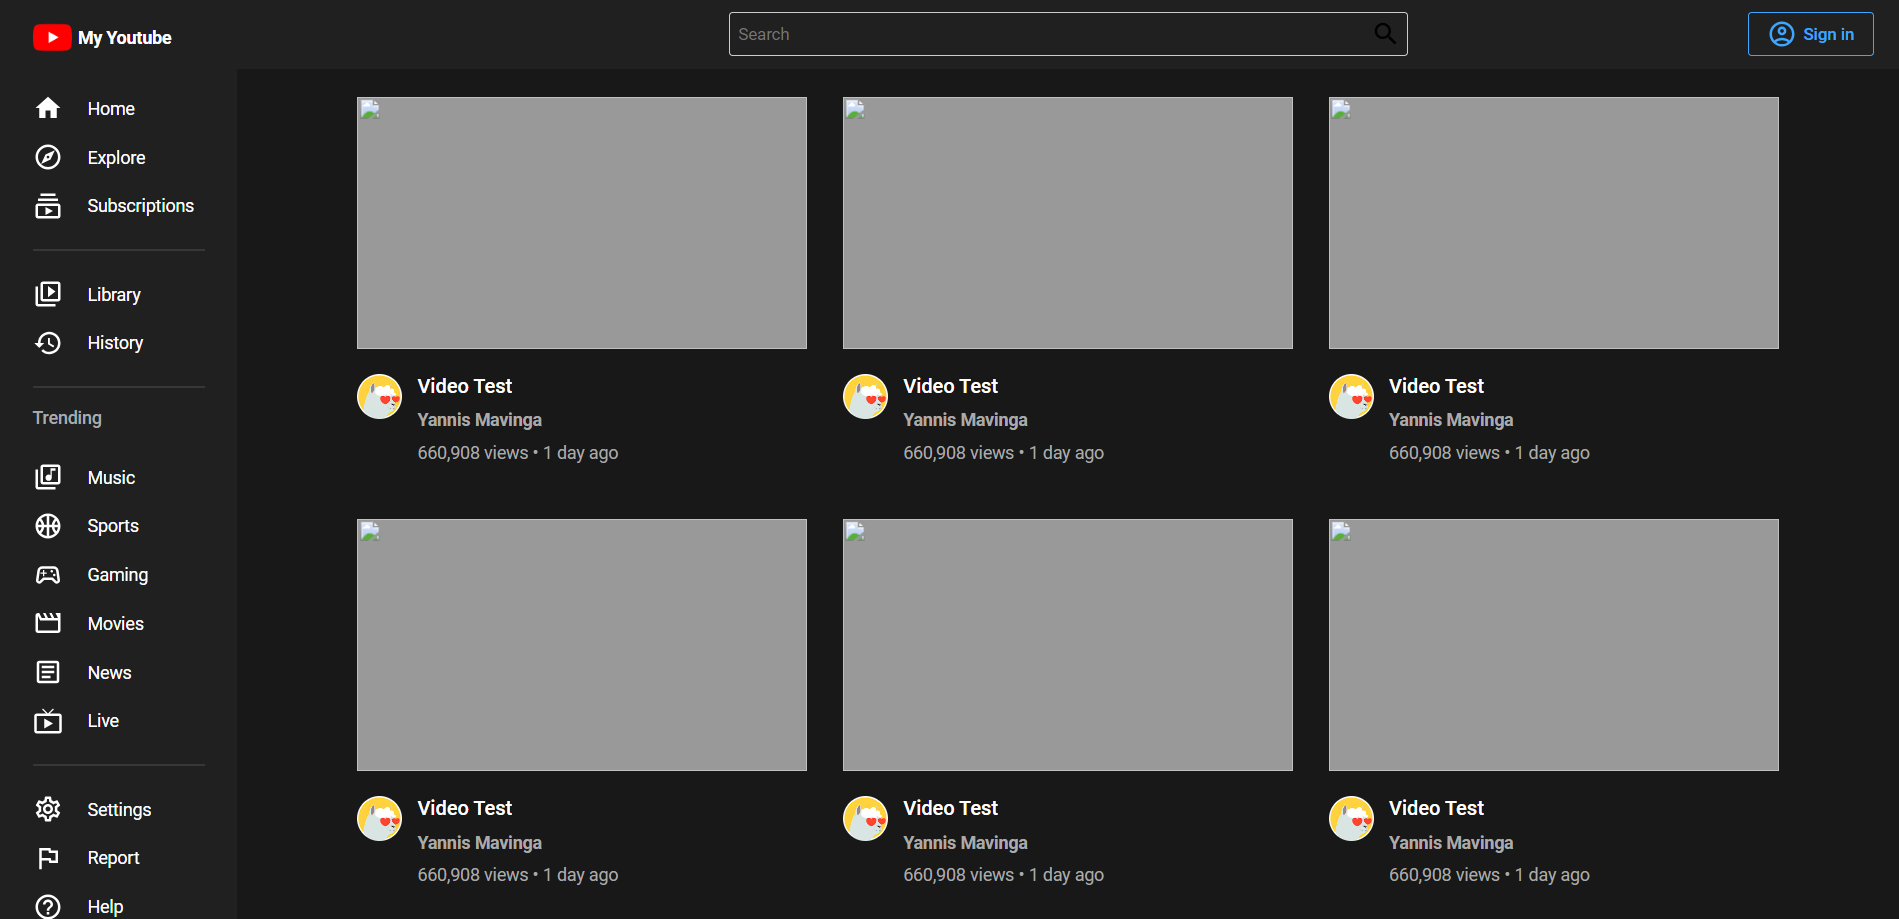 My Youtube
Search
Sign in
Home
Explore
Subscriptions
Library
History
Trending
Music
Sports
Gaming
Movies
News
Live
Settings
Report
Help
Video Test
Yannis Mavinga
660,908 views • 1 day ago
Video Test
Yannis Mavinga
660,908 views • 1 day ago
Video Test
Yannis Mavinga
660,908 views • 1 day ago
Video Test
Yannis Mavinga
660,908 views • 1 day ago
Video Test
Yannis Mavinga
660,908 views • 1 day ago
Video Test
Yannis Mavinga
660,908 views • 1 day ago